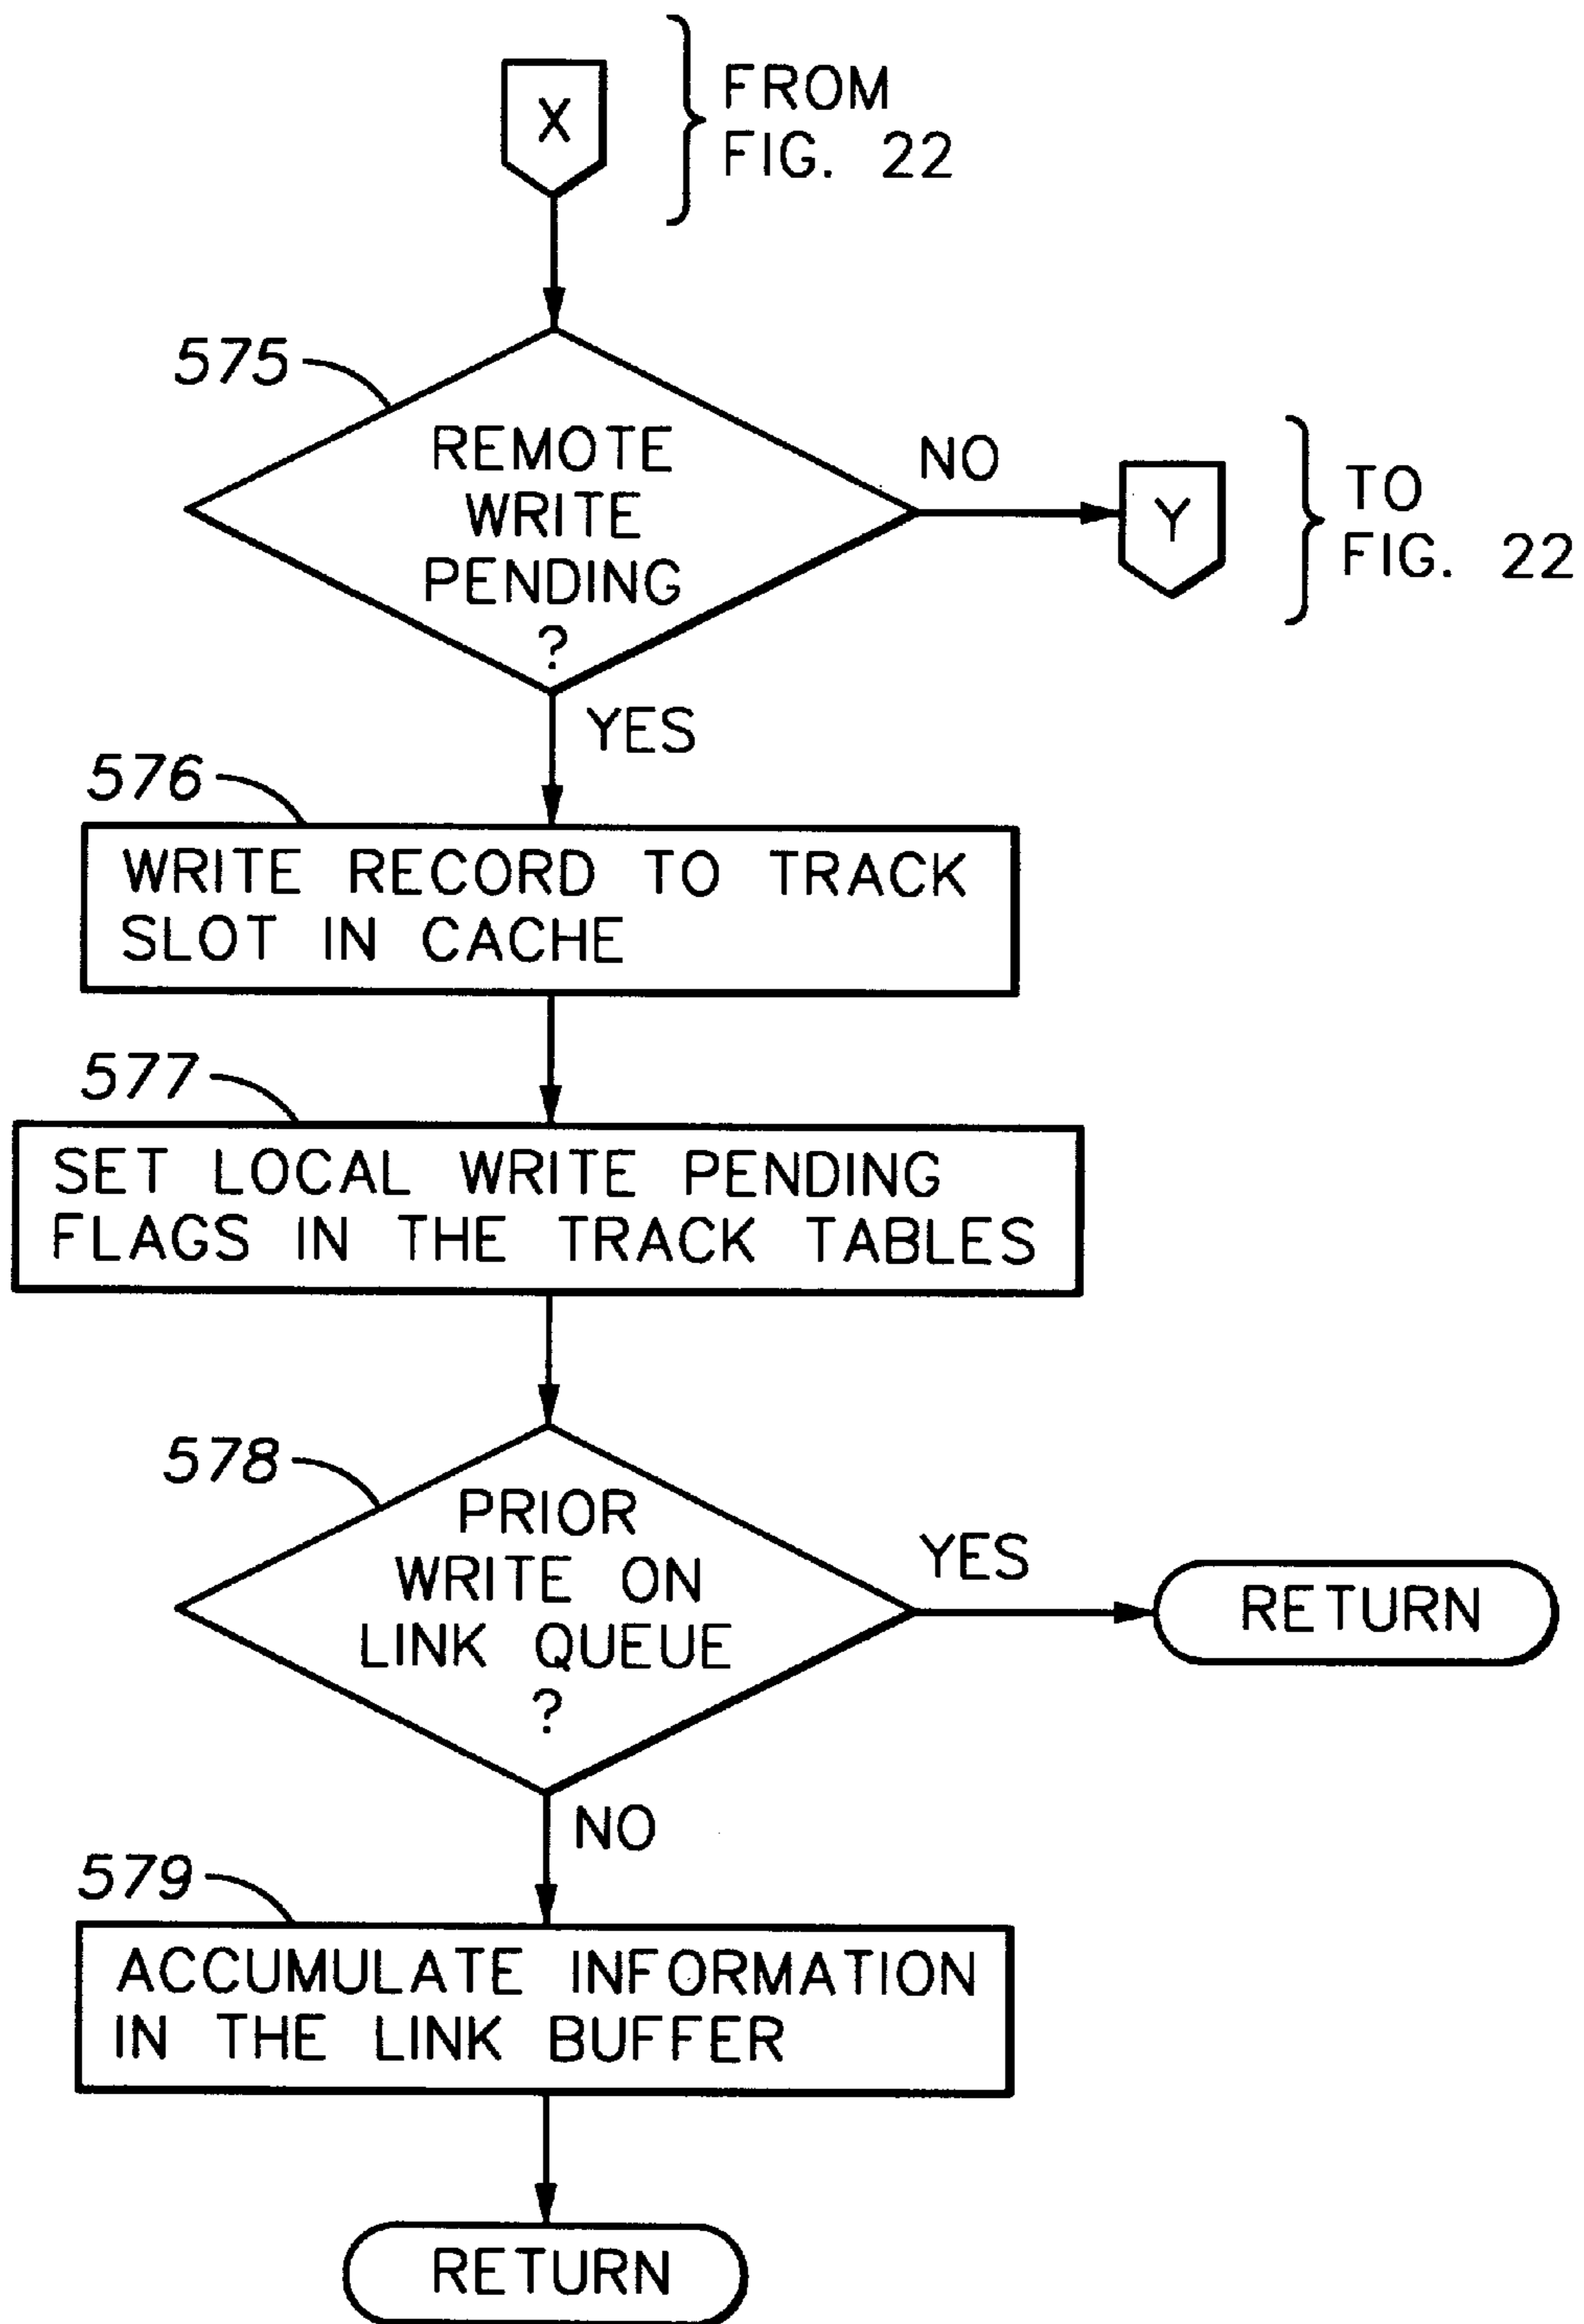 X
FROM
FIG. 22
575
REMOTE
WRITE
PENDING
?
NO
Y
TO
FIG. 22
YES
576
WRITE RECORD TO TRACK
SLOT IN CACHE
577
SET LOCAL WRITE PENDING
FLAGS IN THE TRACK TABLES
578
PRIOR
WRITE ON
LINK QUEUE
?
YES
RETURN
NO
579
ACCUMULATE INFORMATION
IN THE LINK BUFFER
RETURN